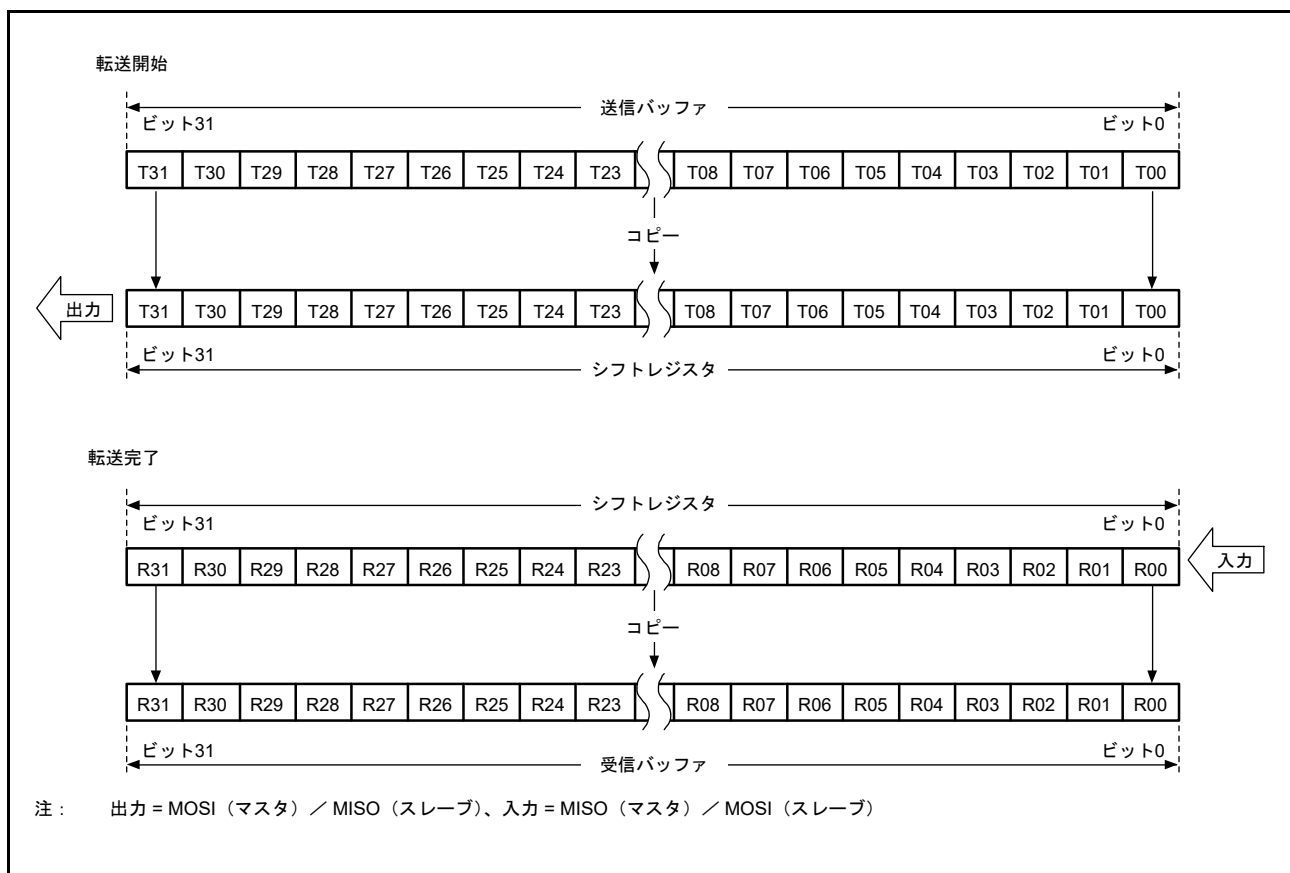 転送開始
送信バッファ
ビット31 ビット0
T31 T30 T29 T28 T27 T26 T25 T24 T23 T08 T07 T06 T05 T04 T03 T02 T01 T00
コピー
出力 T31 T30 T29 T28 T27 T26 T25 T24 T23 T08 T07 T06 T05 T04 T03 T02 T01 T00
ビット31 ビット0
シフトレジスタ
転送完了
シフトレジスタ
ビット31 ビット0
R31 R30 R29 R28 R27 R26 R25 R24 R23 R08 R07 R06 R05 R04 R03 R02 R01 R00 入力
コピー
R31 R30 R29 R28 R27 R26 R25 R24 R23 R08 R07 R06 R05 R04 R03 R02 R01 R00
ビット31 ビット0
受信バッファ
注： 出力 = MOSI（マスタ）／ MISO（スレーブ）、入力 = MISO（マスタ）／ MOSI（スレーブ）